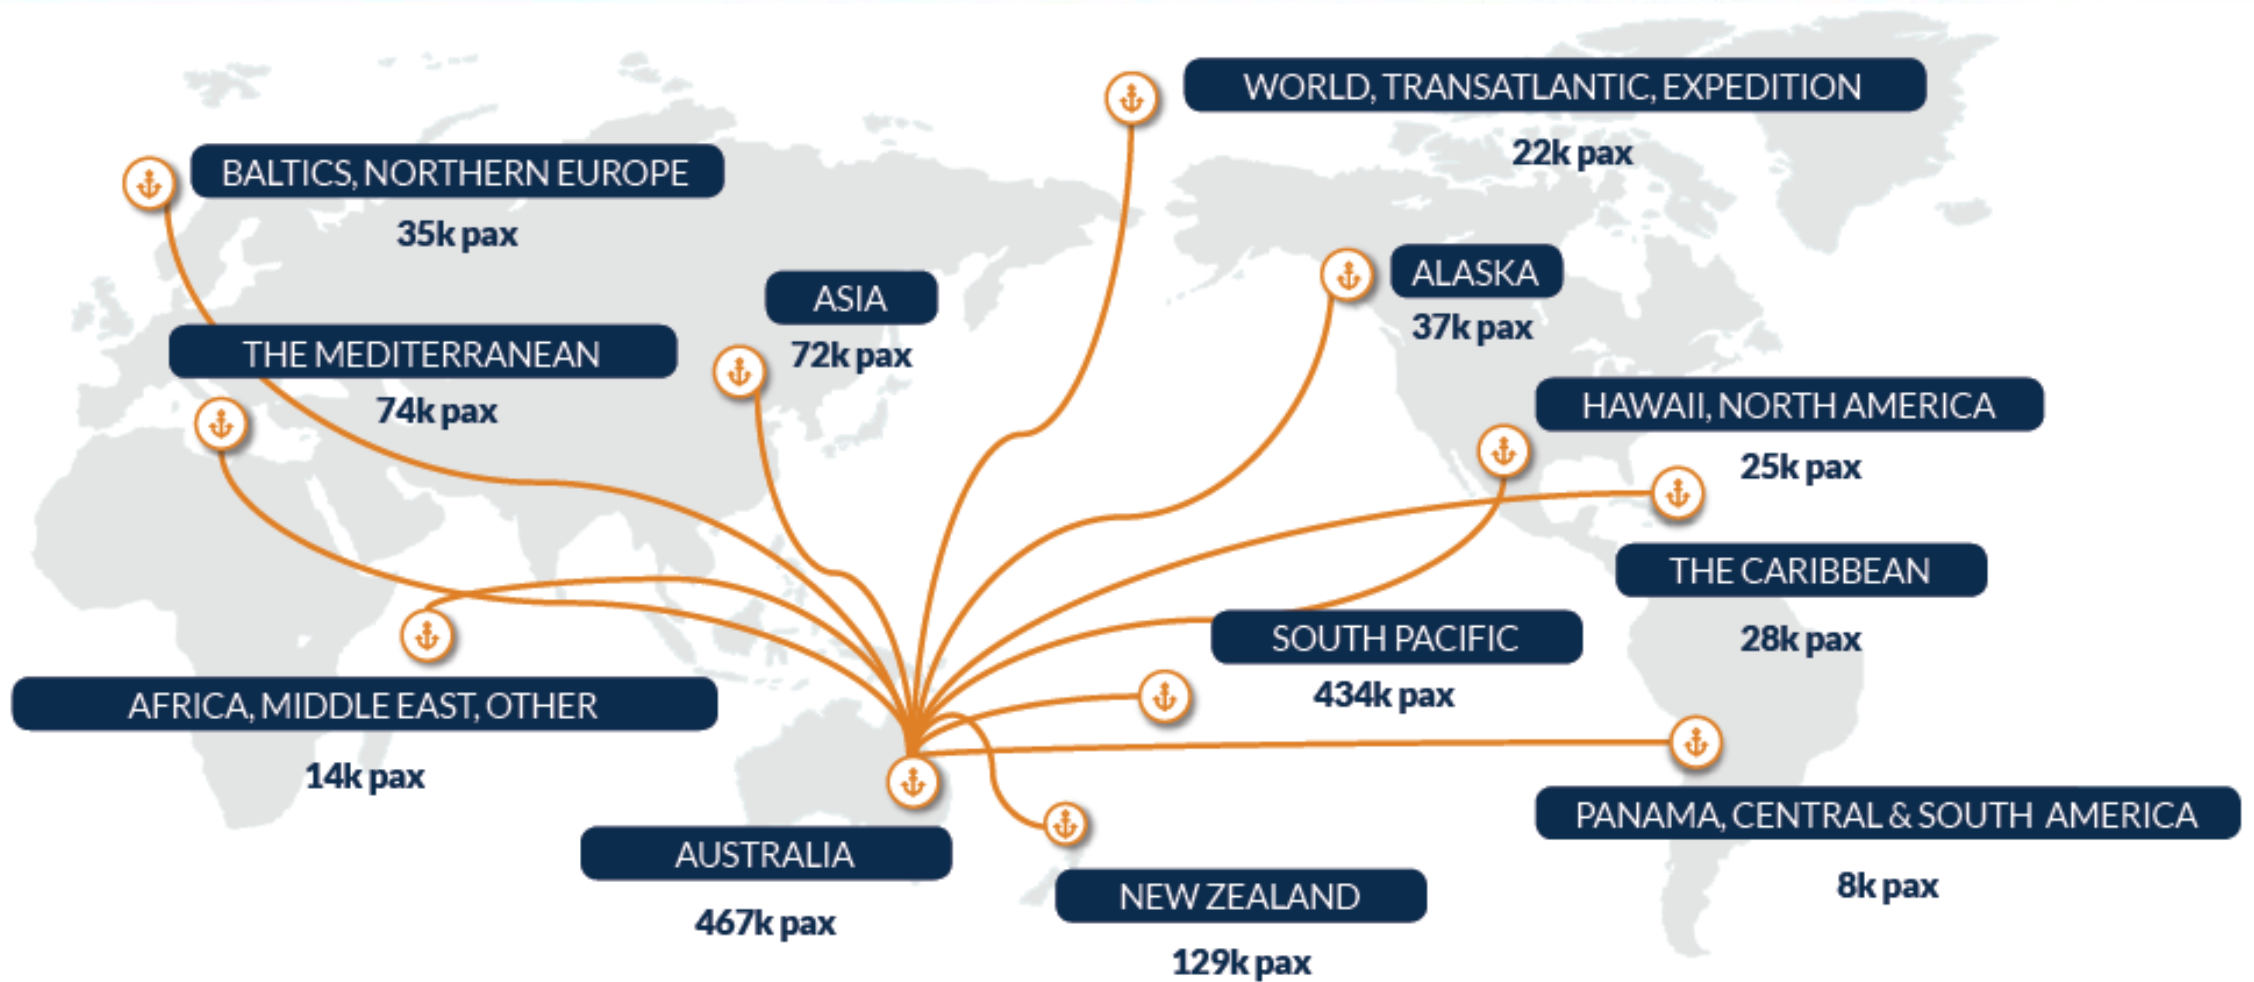 WORLD, TRANSATLANTIC, EXPEDITION
22k pax
BALTICS, NORTHERN EUROPE
35k pax
ALASKA
37k pax
ASIA
72k pax
THE MEDITERRANEAN
74k pax
HAWAII, NORTH AMERICA
25k pax
THE CARIBBEAN
28k pax
SOUTH PACIFIC
434k pax
AFRICA, MIDDLE EAST, OTHER
14k pax
PANAMA, CENTRAL & SOUTH AMERICA
8k pax
AUSTRALIA
467k pax
NEW ZEALAND
129k pax